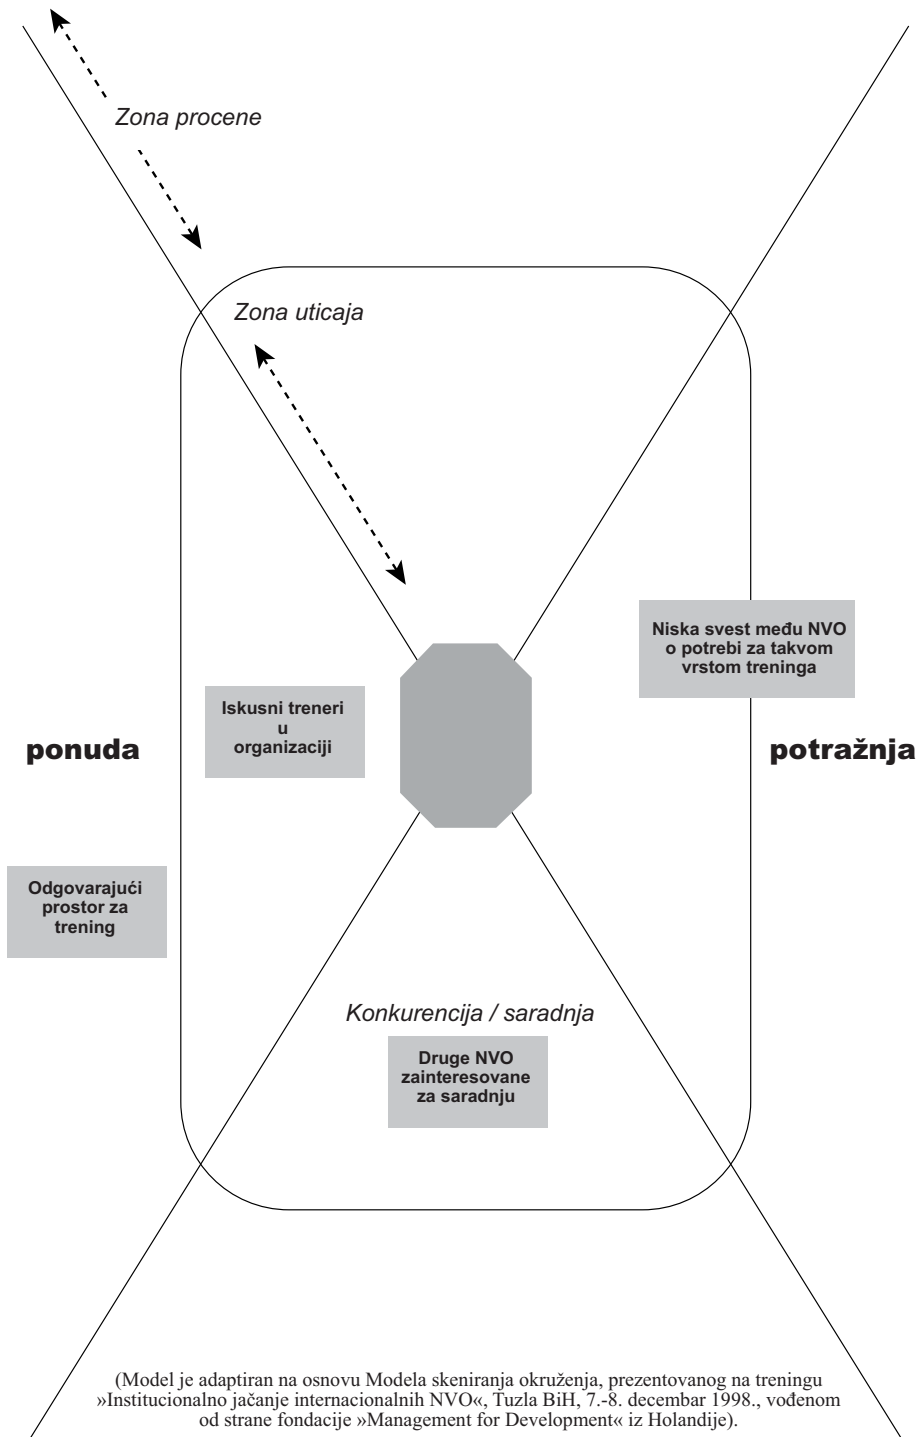 Zona procene
Zona uticaja
Niska svest među NVO
o potrebi za takvom
vrstom treninga
Iskusni treneri
u
organizaciji
ponuda
potražnja
Odgovarajući
prostor za
trening
Konkurencija / saradnja
Druge NVO
zainteresovane
za saradnju
(Model je adaptiran na osnovu Modela skeniranja okruženja, prezentovanog na treningu
»Institucionalno jačanje internacionalnih NVO«, Tuzla BiH, 7.-8. decembar 1998., vođenom
od strane fondacije »Management for Development« iz Holandije).